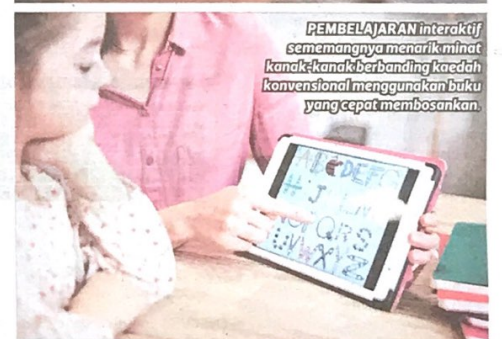 PEMBELAJARAN interaktif
sememangnya menarik minat
kanak-kanak berbanding kaedah
konvensional menggunakan buku
yang cepat membosankan.